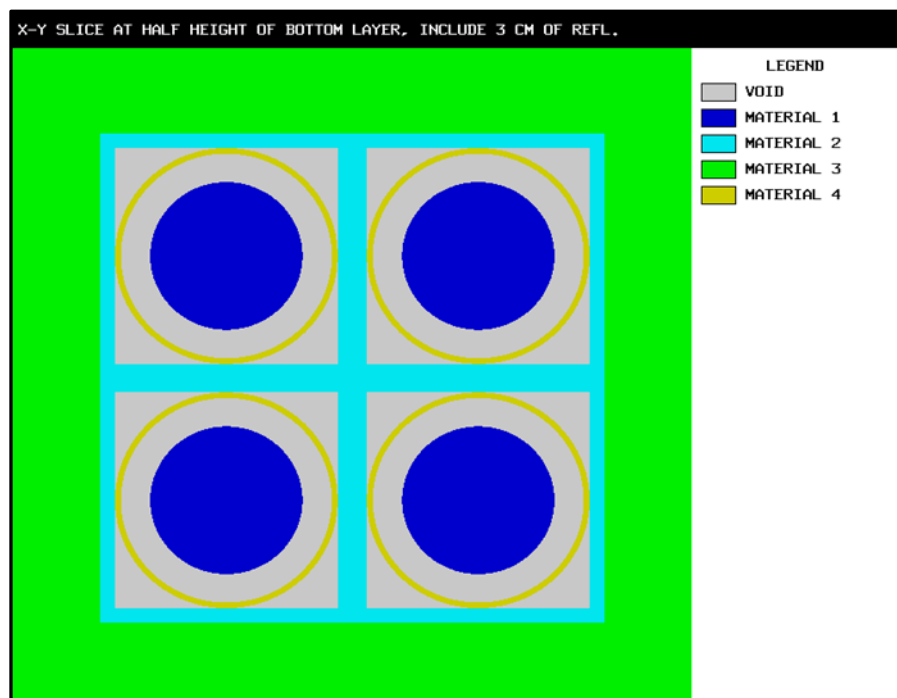 X-Y SLICE AT HALF HEIGHT OF BOTTOM LAYER, INCLUDE 3 CM OF REFL.
LEGEND
VOID
MATERIAL 1
MATERIAL 2
MATERIAL 3
MATERIAL 4